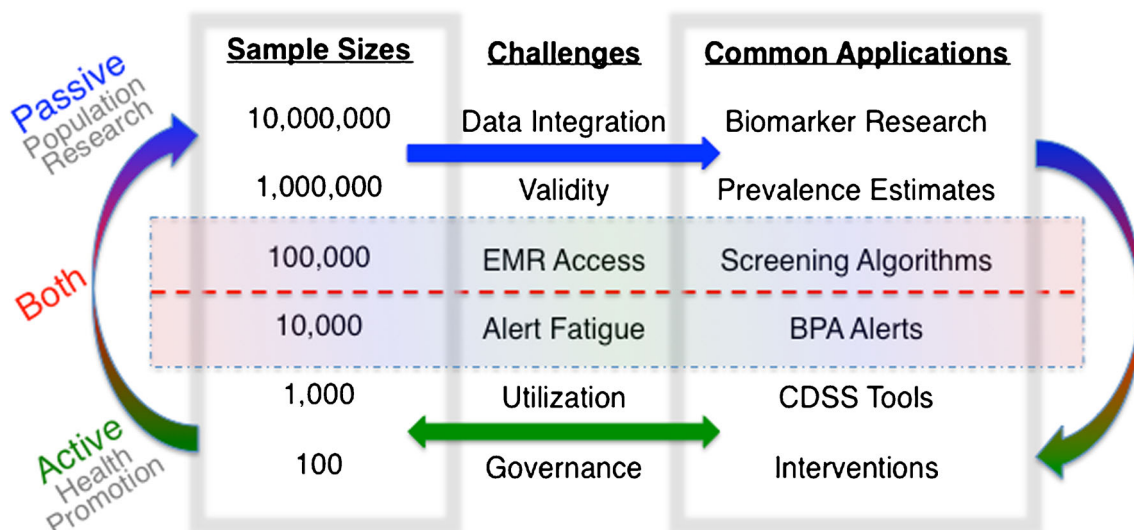 Sample Sizes Challenges Common Applications
Passive
Population
Research
10,000,000 Data Integration Biomarker Research
1,000,000 Validity Prevalence Estimates
Both
100,000 EMR Access Screening Algorithms
10,000 Alert Fatigue BPA Alerts
Active
Health
Promotion
1,000 Utilization CDSS Tools
100 Governance Interventions